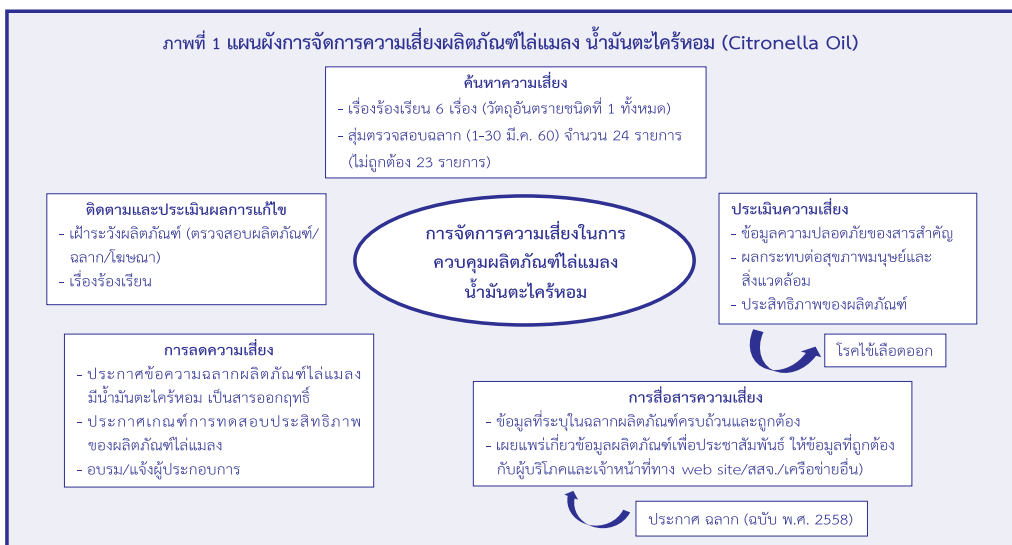 ภาพที่ 1 แผนผังการจัดการความเสี่ยงผลิตภัณฑ์ไล่แมลง น้ำมันตะไคร้หอม (Citronella Oil)
ค้นหาความเสี่ยง
- เรื่องร้องเรียน 6 เรื่อง (วัตถุอันตรายชนิดที่ 1 ทั้งหมด)
- สุ่มตรวจสอบฉลาก (1-30 มี.ค. 60) จำนวน 24 รายการ
(ไม่ถูกต้อง 23 รายการ)
ติดตามและประเมินผลการแก้ไข
- เฝ้าระวังผลิตภัณฑ์ (ตรวจสอบผลิตภัณฑ์/
ฉลาก/โฆษณา)
- เรื่องร้องเรียน
การจัดการความเสี่ยงในการ
ควบคุมผลิตภัณฑ์ไล่แมลง
น้ำมันตะไคร้หอม
ประเมินความเสี่ยง
- ข้อมูลความปลอดภัยของสารสำคัญ
- ผลกระทบต่อสุขภาพมนุษย์และ
สิ่งแวดล้อม
- ประสิทธิภาพของผลิตภัณฑ์
โรคไข้เลือดออก
การลดความเสี่ยง
- ประกาศข้อความฉลากผลิตภัณฑ์ไล่แมลง
มีน้ำมันตะไคร้หอม เป็นสารออกฤทธิ์
- ประกาศเกณฑ์การทดสอบประสิทธิภาพ
ของผลิตภัณฑ์ไล่แมลง
- อบรม/แจ้งผู้ประกอบการ
การสื่อสารความเสี่ยง
- ข้อมูลที่ระบุในฉลากผลิตภัณฑ์ครบถ้วนและถูกต้อง
- เผยแพร่เกี่ยวข้อมูลผลิตภัณฑ์เพื่อประชาสัมพันธ์ ให้ข้อมูลที่ถูกต้อง
กับผู้บริโภคและเจ้าหน้าที่ทาง web site/สสจ./เครือข่ายอื่น)
ประกาศ ฉลาก (ฉบับ พ.ศ. 2558)